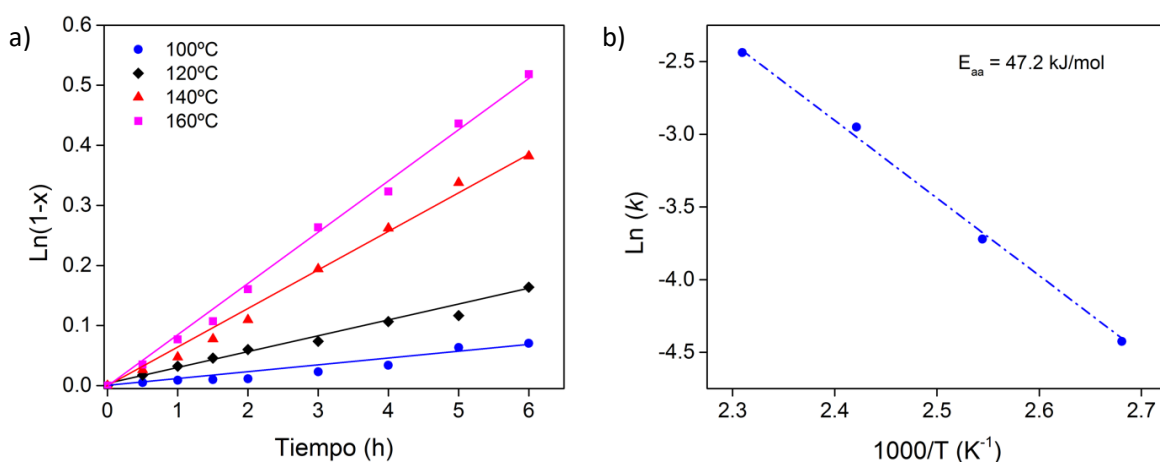 a)
0.6
0.5
0.4
0.3
0.2
0.1
0.0
Ln(1-x)
100ºC
120ºC
140ºC
160ºC
0 1 2 3 4 5 6
Tiempo (h)
b)
-2.5
-3.0
-3.5
-4.0
-4.5
Ln (k)
Eaa = 47.2 kJ/mol
2.3 2.4 2.5 2.6 2.7
1000/T (K-1)